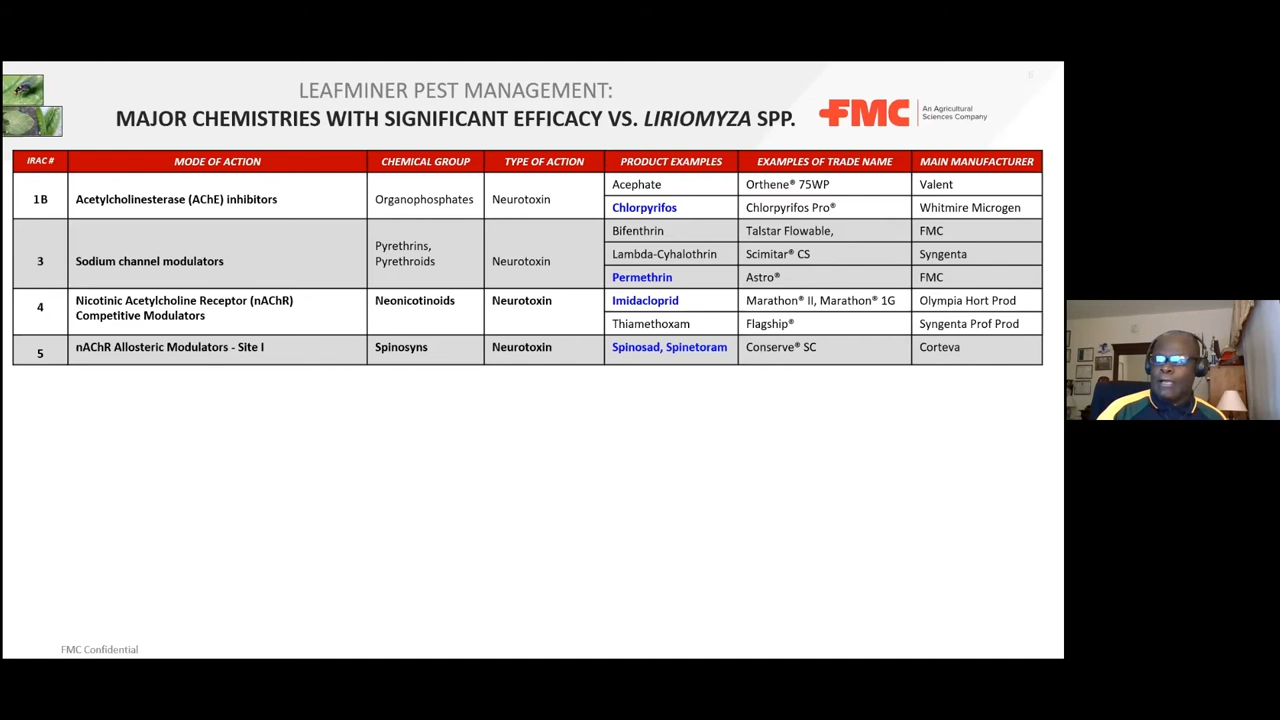 LEAFMINER PEST MANAGEMENT:
MAJOR CHEMISTRIES WITH SIGNIFICANT EFFICACY VS. LIRIOMYZA SPP.
FMC An Agricultural
Sciences Company
IRAC # MODE OF ACTION CHEMICAL GROUP TYPE OF ACTION PRODUCT EXAMPLES EXAMPLES OF TRADE NAME MAIN MANUFACTURER
1B Acetylcholinesterase (AChE) inhibitors Organophosphates Neurotoxin
Acephate Orthene® 75WP Valent
Chlorpyrifos Chlorpyrifos Pro® Whitmire Microgen
3 Sodium channel modulators
Pyrethrins,
Pyrethroids
Neurotoxin
Bifenthrin Talstar Flowable, FMC
Lambda-Cyhalothrin Scimitar® CS Syngenta
Permethrin Astro® FMC
4 Nicotinic Acetylcholine Receptor (nAChR)
Competitive Modulators
Neonicotinoids Neurotoxin
Imidacloprid Marathon® II, Marathon® 1G Olympia Hort Prod
Thiamethoxam Flagship® Syngenta Prof Prod
5 nAChR Allosteric Modulators - Site I Spinosyns Neurotoxin Spinosad, Spinetoram Conserve® SC Corteva
FMC Confidential